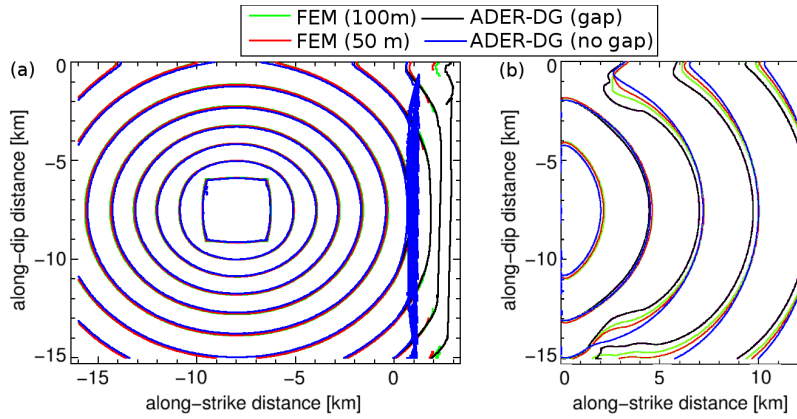 FEM (100m) ADER-DG (gap)
FEM (50 m) ADER-DG (no gap)
(a)
along-dip distance [km]
0
−5
−10
−15
−15 −10 −5 0
along-strike distance [km]
(b)
along-dip distance [km]
0
−5
−10
−15
0 5 10
along-strike distance [km]